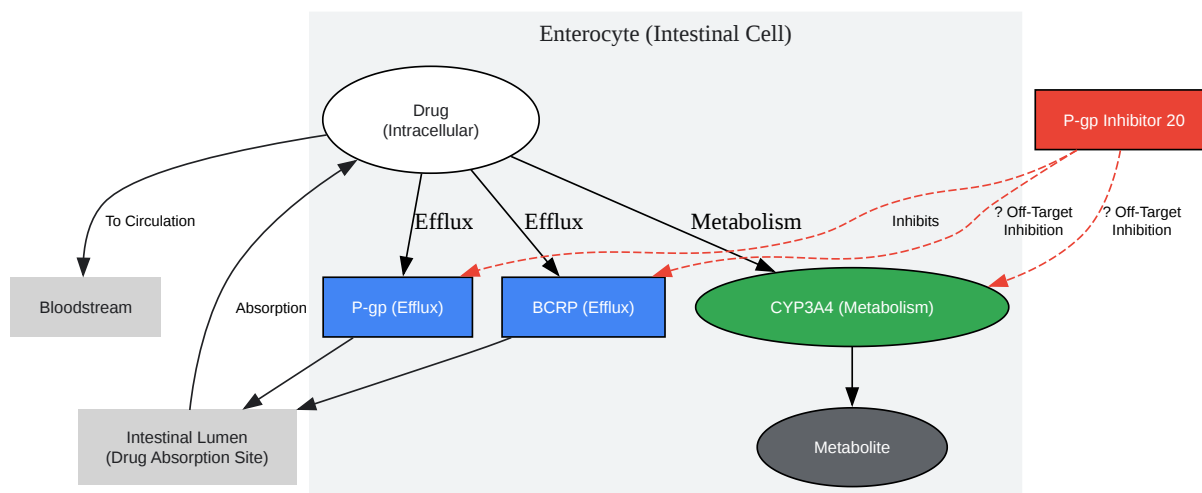 Enterocyte (Intestinal Cell)
Drug
(Intracellular)
P-gp Inhibitor 20
To Circulation
Efflux
Efflux
Metabolism
Inhibits
? Off-Target
Inhibition
? Off-Target
Inhibition
Bloodstream
Absorption
P-gp (Efflux)
BCRP (Efflux)
CYP3A4 (Metabolism)
Intestinal Lumen
(Drug Absorption Site)
Metabolite